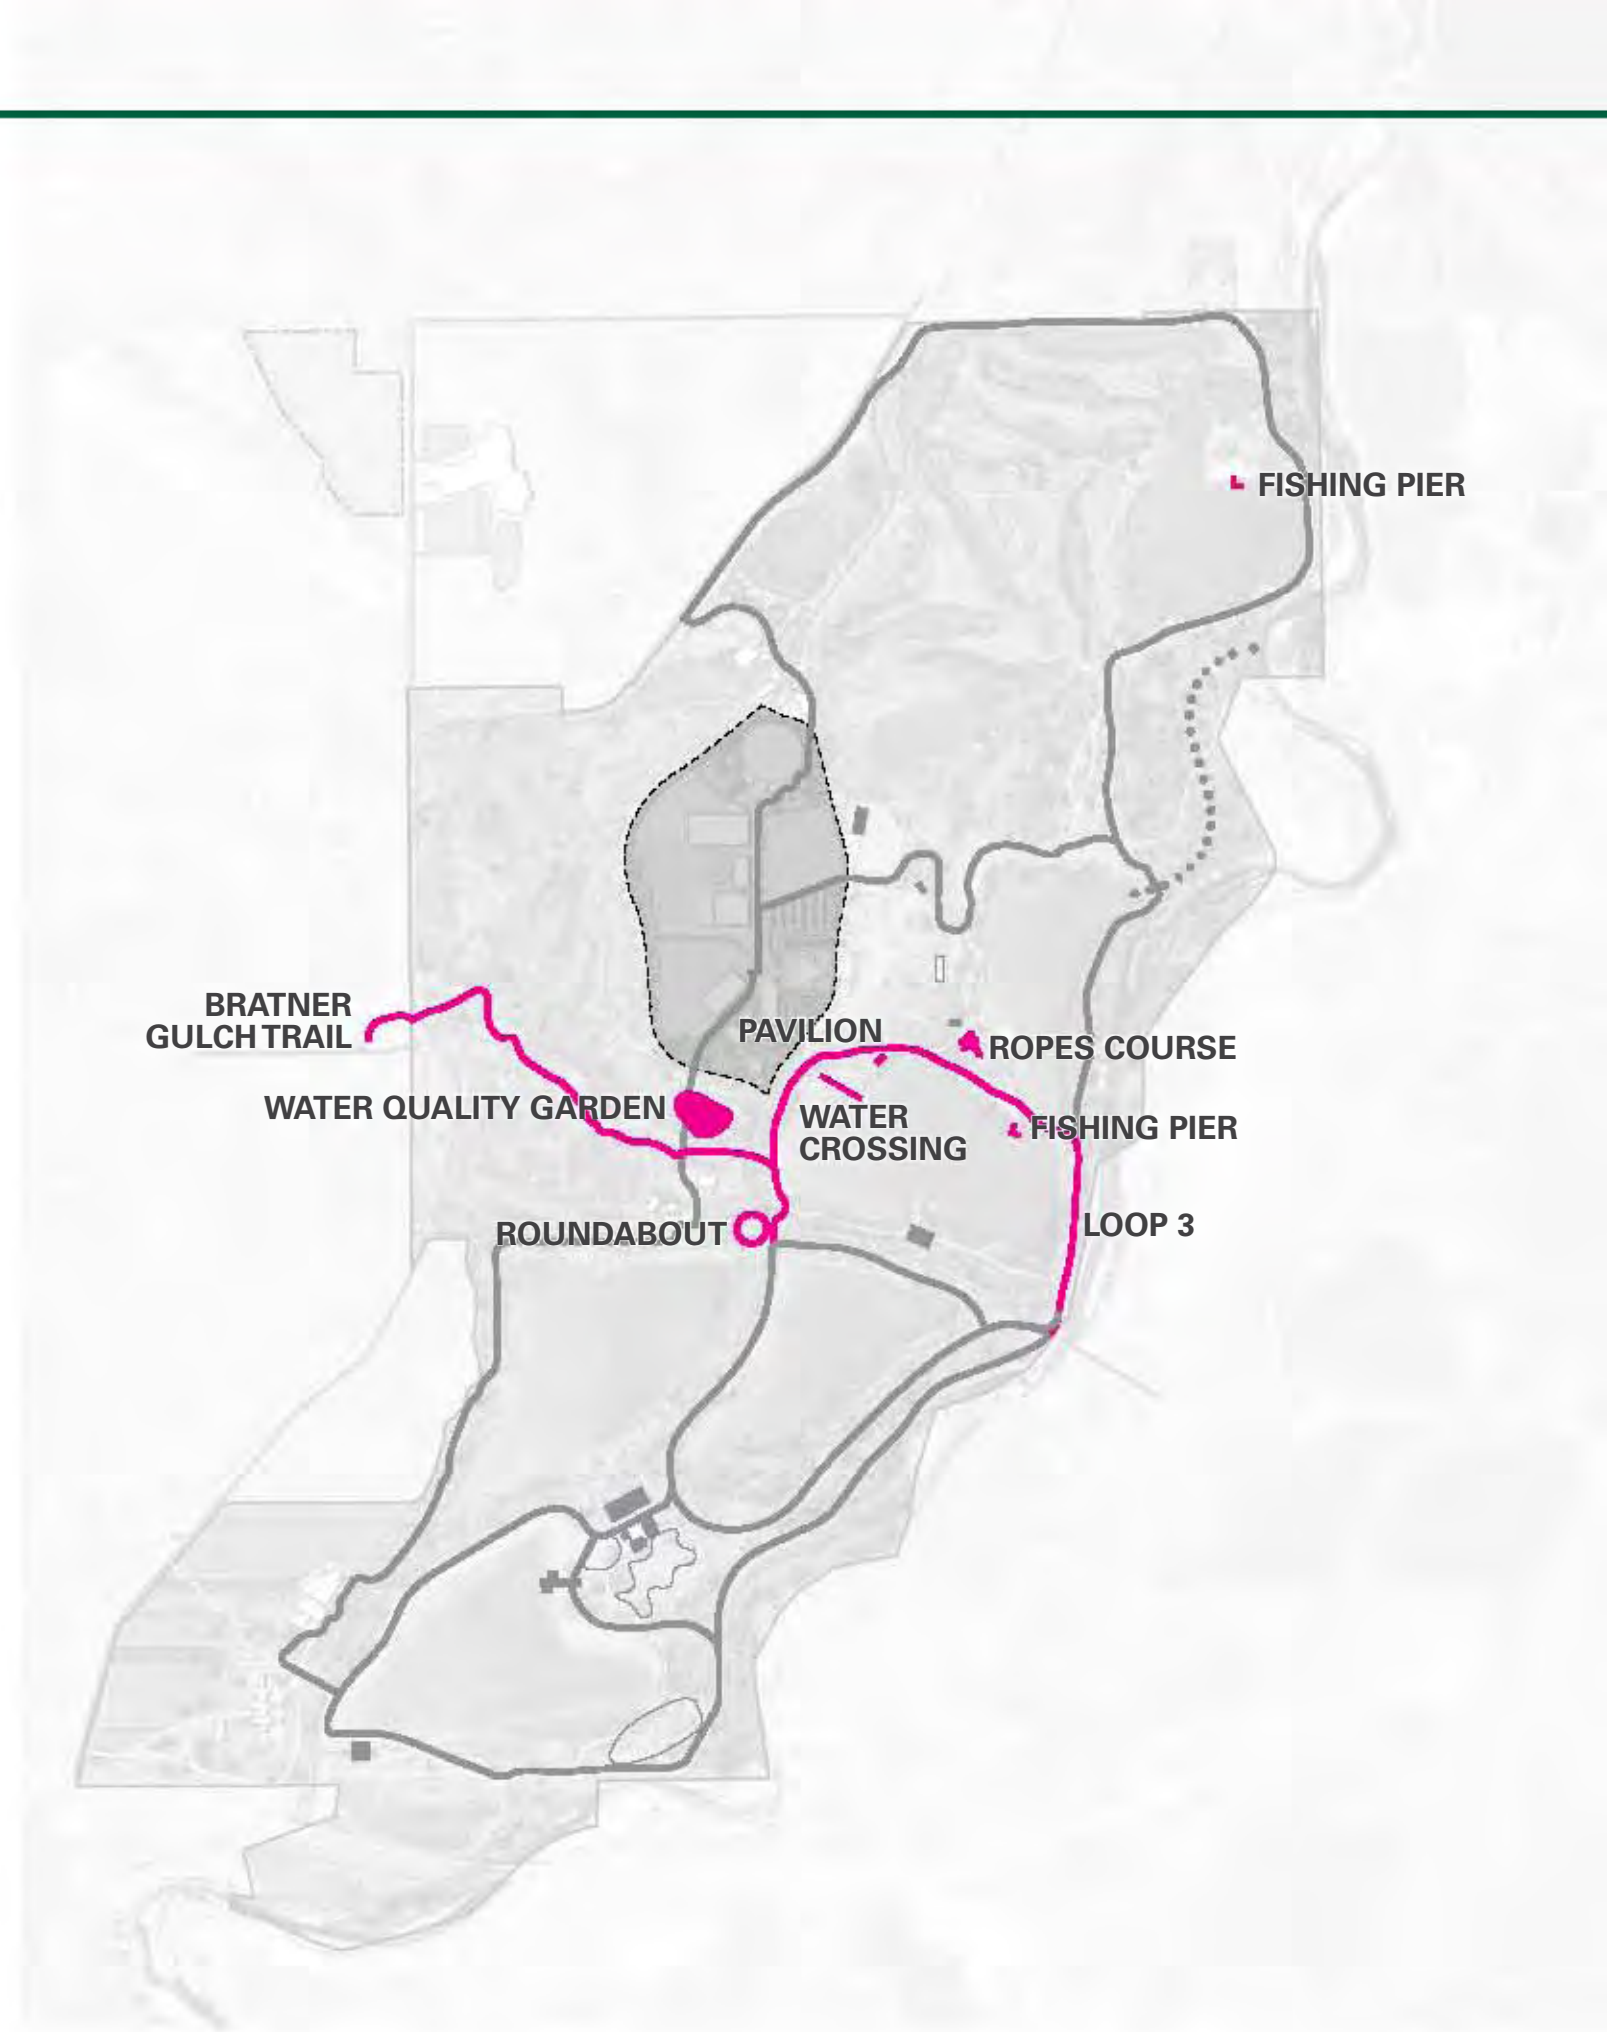 FISHING PIER
BRATNER
GULCH TRAIL
PAVILION
ROPES COURSE
WATER QUALITY GARDEN
WATER
CROSSING
FISHING PIER
ROUNDABOUT
LOOP 3